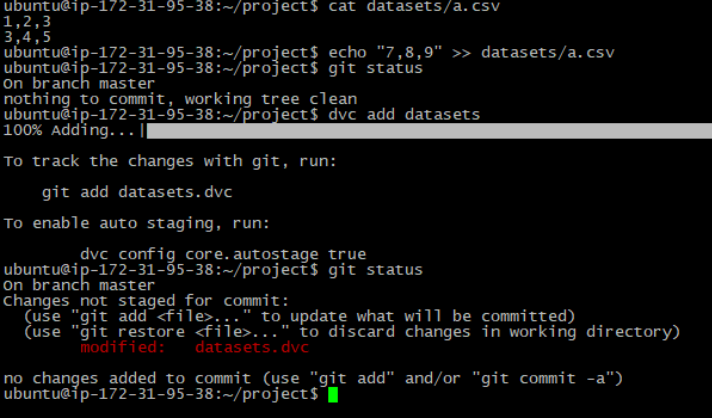 ubuntu@ip-172-31-95-38:~/project$ cat datasets/a.csv
1,2,3
3,4,5
ubuntu@ip-172-31-95-38:~/project$ echo "7,8,9" >> datasets/a.csv
ubuntu@ip-172-31-95-38:~/project$ git status
On branch master
nothing to commit, working tree clean
ubuntu@ip-172-31-95-38:~/project$ dvc add datasets
100% Adding...|
To track the changes with git, run:
git add datasets.dvc
To enable auto staging, run:
dvc config core.autostage true
ubuntu@ip-172-31-95-38:~/project$ git status
On branch master
Changes not staged for commit:
(use "git add <file>..." to update what will be committed)
(use "git restore <file>..." to discard changes in working directory)
modified: datasets.dvc
no changes added to commit (use "git add" and/or "git commit -a")
ubuntu@ip-172-31-95-38:~/project$